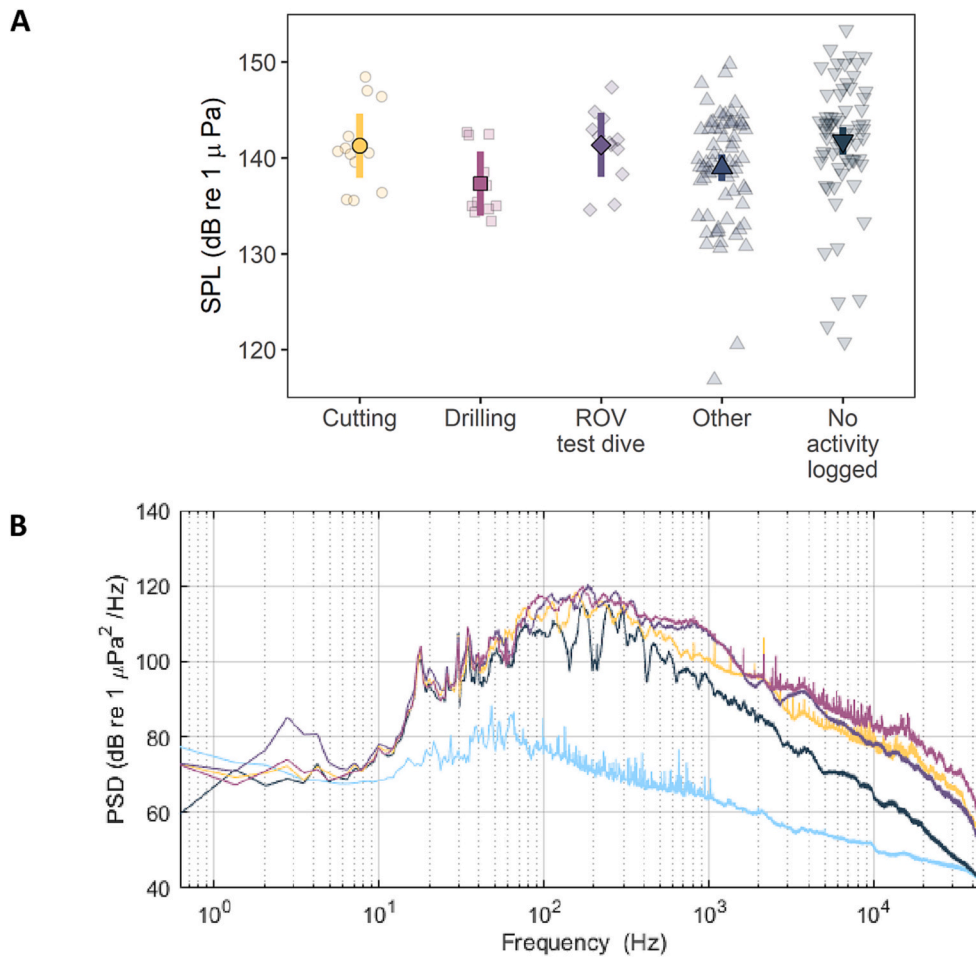 A
SPL (dB re 1 μ Pa)
150
140
130
120
Cutting
Drilling
ROV
test dive
Other
No
activity
logged
B
PSD (dB re 1 μPa² /Hz)
140
120
100
80
60
40
10⁰
10¹
10²
10³
10⁴
Frequency (Hz)